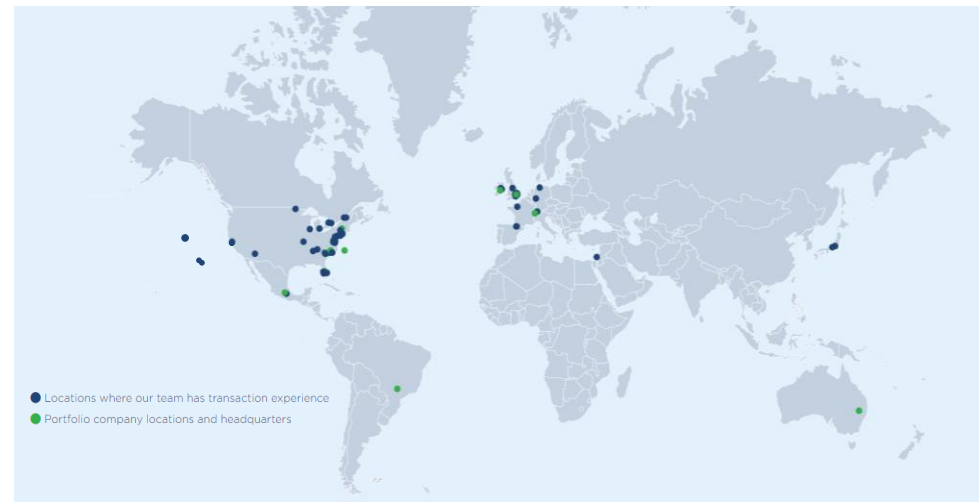 Locations where our team has transaction experience
Portfolio company locations and headquarters